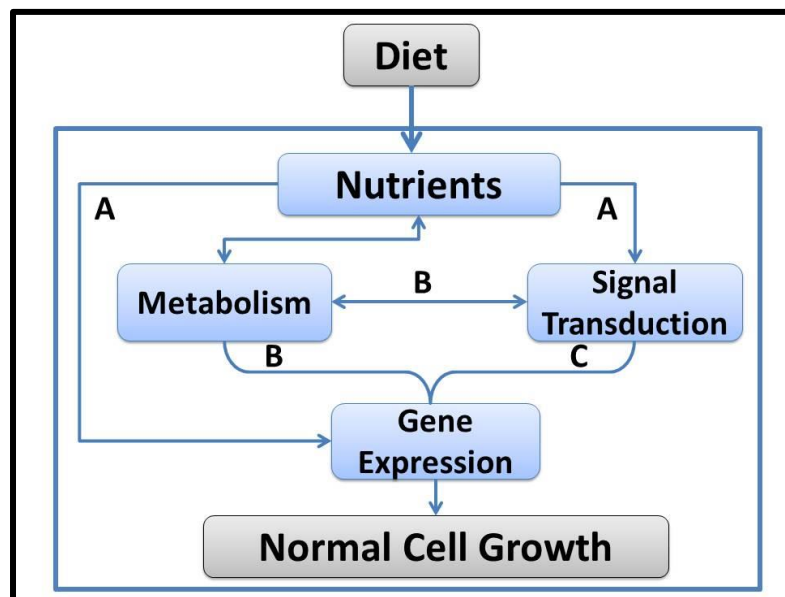 Diet
Nutrients
A
A
Metabolism
B
Signal
Transduction
B
C
Gene
Expression
Normal Cell Growth